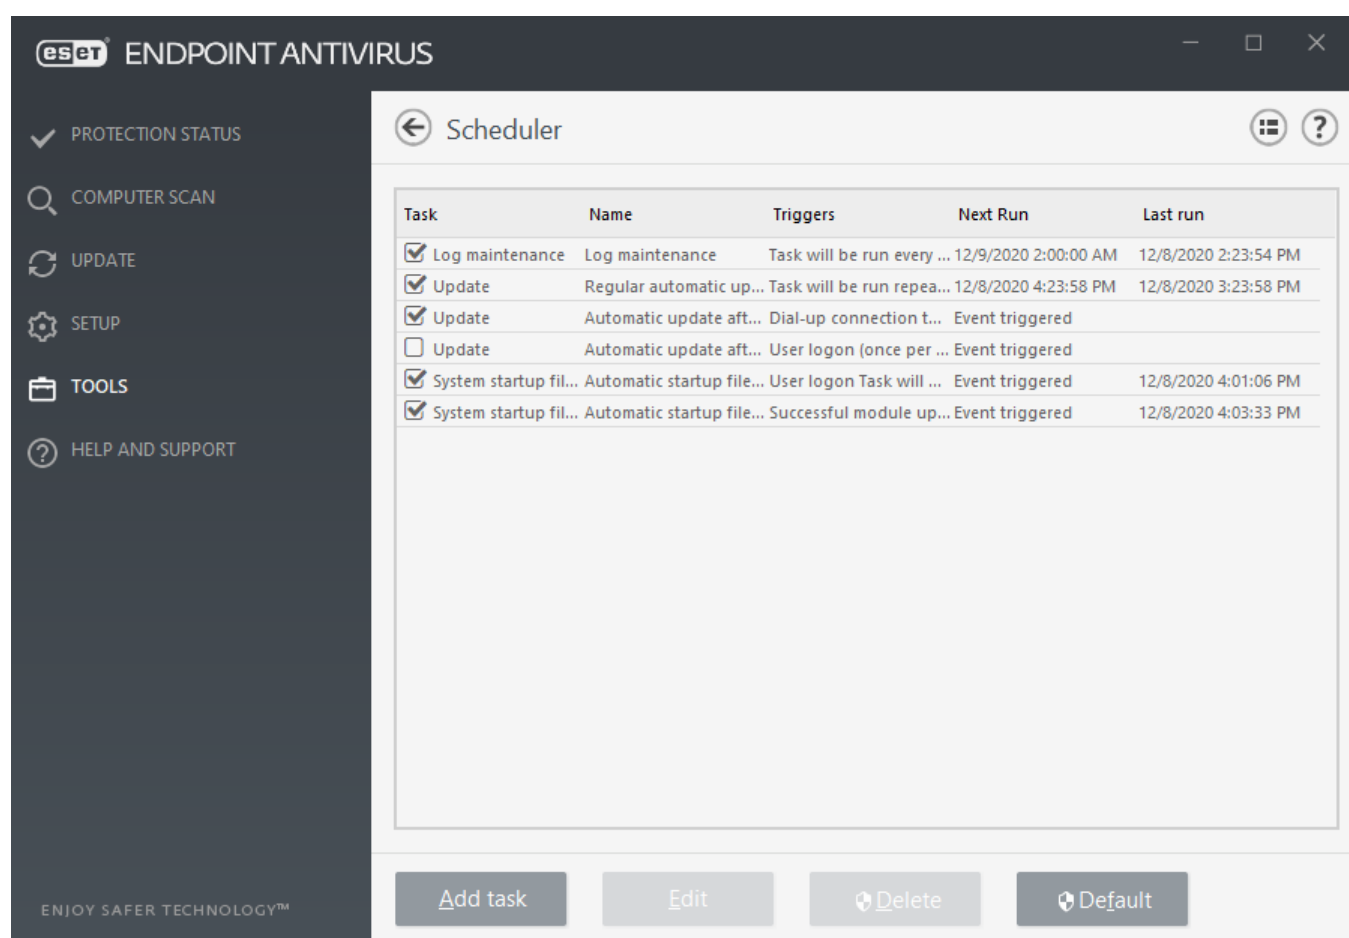 eset ENDPOINT ANTIVIRUS
PROTECTION STATUS
COMPUTER SCAN
UPDATE
SETUP
TOOLS
HELP AND SUPPORT
ENJOY SAFER TECHNOLOGY™
Scheduler
Task Name Triggers Next Run Last run
Log maintenance Log maintenance Task will be run every ... 12/9/2020 2:00:00 AM 12/8/2020 2:23:54 PM
Update Regular automatic up... Task will be run repea... 12/8/2020 4:23:58 PM 12/8/2020 3:23:58 PM
Update Automatic update aft... Dial-up connection t... Event triggered
Update Automatic update aft... User logon (once per ... Event triggered
System startup fil... Automatic startup file... User logon Task will ... Event triggered 12/8/2020 4:01:06 PM
System startup fil... Automatic startup file... Successful module up... Event triggered 12/8/2020 4:03:33 PM
Add task Edit Delete Default